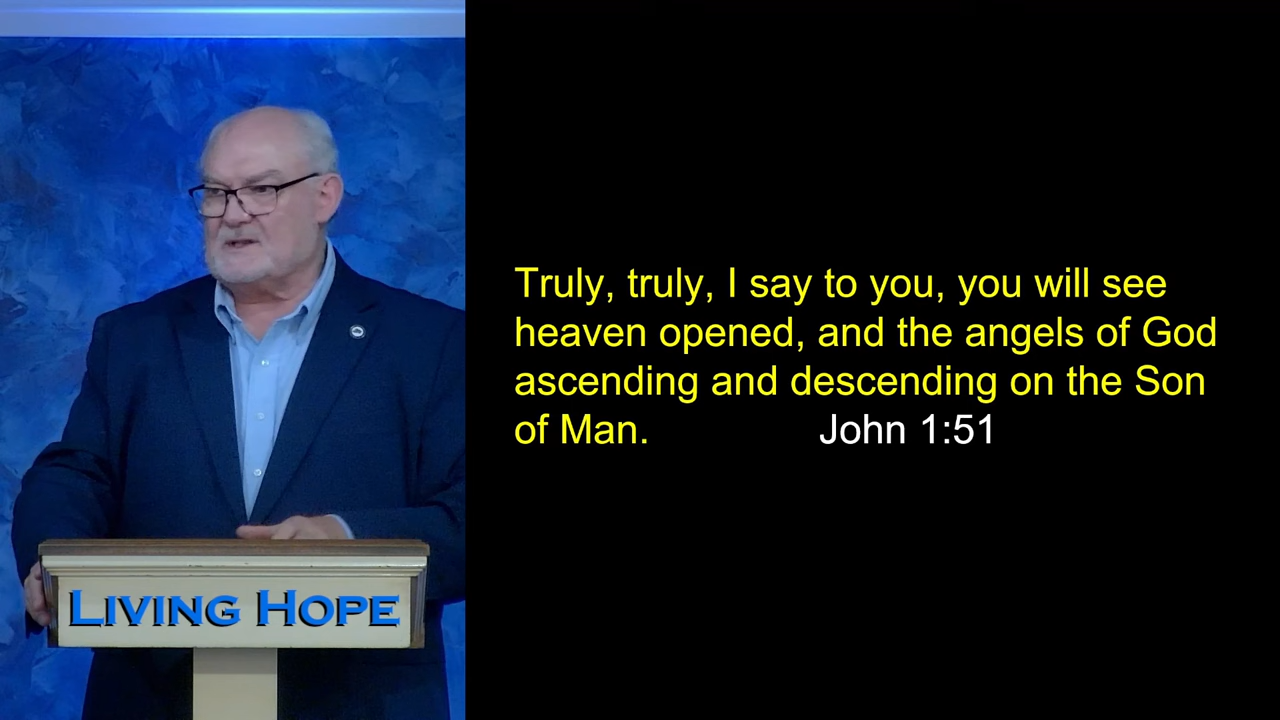 Truly, truly, I say to you, you will see
heaven opened, and the angels of God
ascending and descending on the Son
of Man. John 1:51
LIVING HOPE